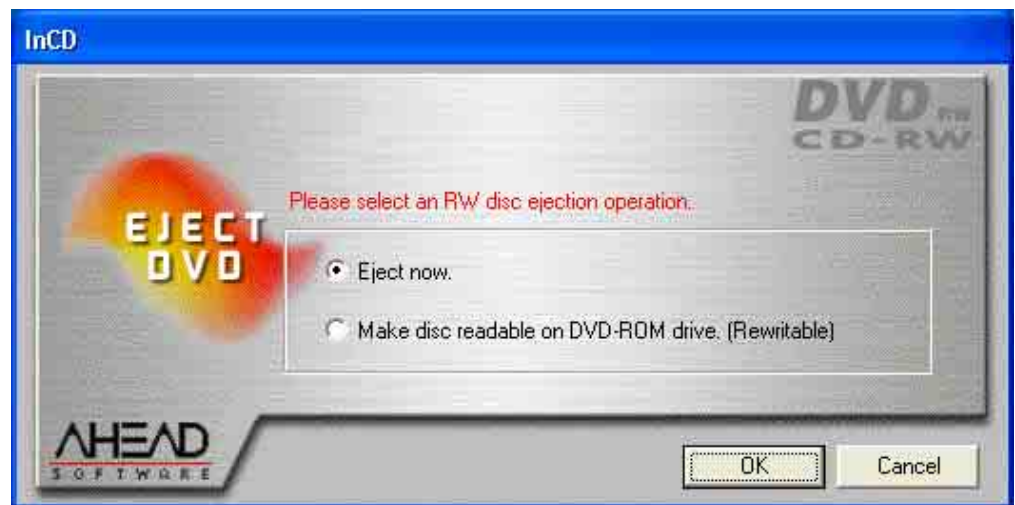 InCD
DVD
CD-RW
EJECT
DVD
Please select an RW disc ejection operation.
Eject now.
Make disc readable on DVD-ROM drive. (Rewritable)
AHEAD
SOFTWARE
OK
Cancel